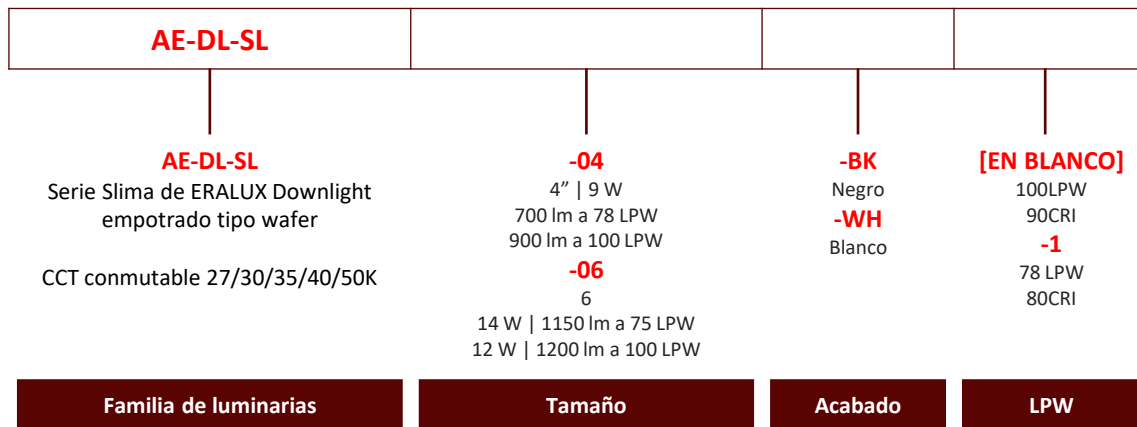 AE-DL-SL
AE-DL-SL
Serie Slima de ERALUX Downlight
empotrado tipo wafer
CCT conmutable 27/30/35/40/50K
-04
4” | 9 W
700 lm a 78 LPW
900 lm a 100 LPW
-06
6
14 W | 1150 lm a 75 LPW
12 W | 1200 lm a 100 LPW
-BK
Negro
-WH
Blanco
[EN BLANCO]
100LPW
90CRI
-1
78 LPW
80CRI
Familia de luminarias
Tamaño
Acabado
LPW